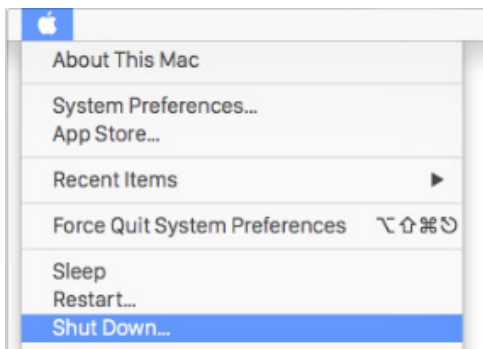 About This Mac
System Preferences...
App Store...
Recent Items ▶
Force Quit System Preferences ⌥⇧⌘⎋
Sleep
Restart...
Shut Down...